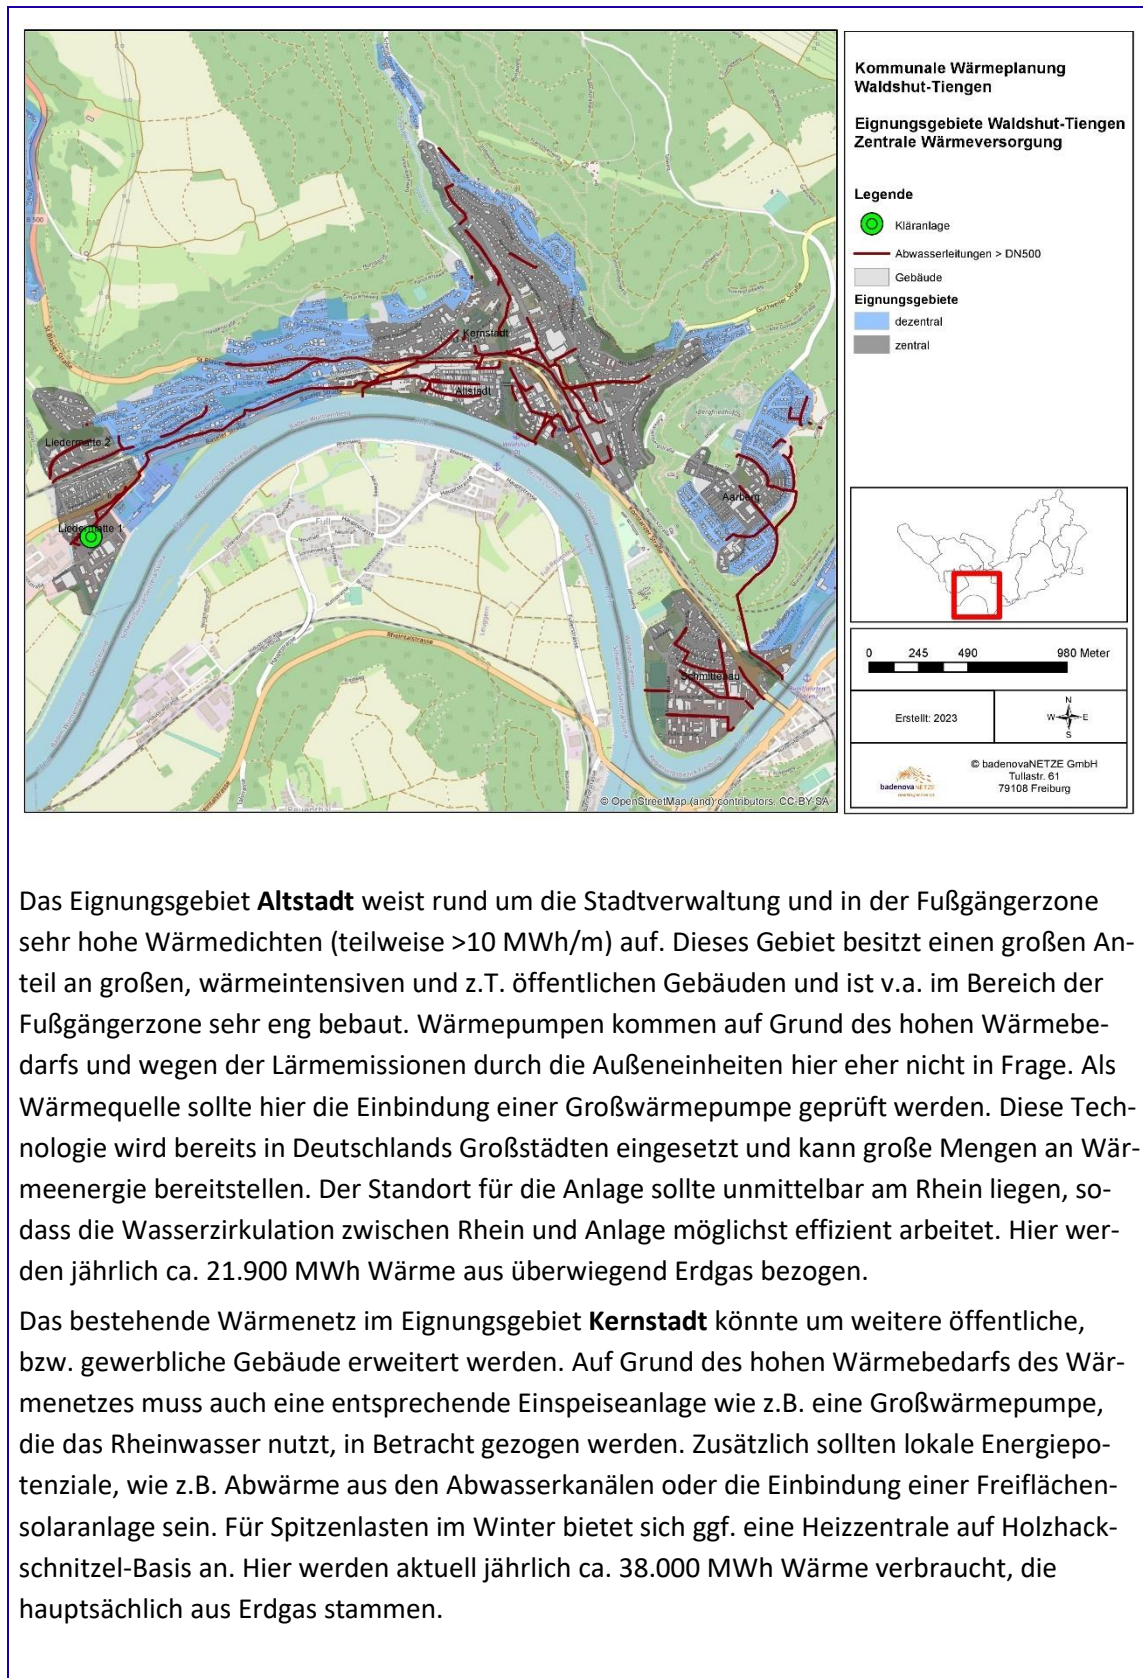 Kommunale Wärmeplanung
Waldshut-Tiengen
Eignungsgebiete Waldshut-Tiengen
Zentrale Wärmeversorgung
Legende
Kläranlage
Abwasserleitungen > DN500
Gebäude
Eignungsgebiete
dezentral
zentral
Kernstadt
Altstadt
Liedermatte 2
Liedermatte 1
Aarberg
Schmittenau
Full
B 500
Gurtweiler Straße
Rheintalstraße
Hauptstraße
0 245 490 980 Meter
Erstellt: 2023
N
W E
S
badenovaNETZE
© badenovaNETZE GmbH
Tullastr. 61
79108 Freiburg
© OpenStreetMap (and) contributors, CC-BY-SA
Das Eignungsgebiet Altstadt weist rund um die Stadtverwaltung und in der Fußgängerzone
sehr hohe Wärmedichten (teilweise >10 MWh/m) auf. Dieses Gebiet besitzt einen großen An-
teil an großen, wärmeintensiven und z.T. öffentlichen Gebäuden und ist v.a. im Bereich der
Fußgängerzone sehr eng bebaut. Wärmepumpen kommen auf Grund des hohen Wärmebe-
darfs und wegen der Lärmemissionen durch die Außeneinheiten hier eher nicht in Frage. Als
Wärmequelle sollte hier die Einbindung einer Großwärmepumpe geprüft werden. Diese Tech-
nologie wird bereits in Deutschlands Großstädten eingesetzt und kann große Mengen an Wär-
meenergie bereitstellen. Der Standort für die Anlage sollte unmittelbar am Rhein liegen, so-
dass die Wasserzirkulation zwischen Rhein und Anlage möglichst effizient arbeitet. Hier wer-
den jährlich ca. 21.900 MWh Wärme aus überwiegend Erdgas bezogen.
Das bestehende Wärmenetz im Eignungsgebiet Kernstadt könnte um weitere öffentliche,
bzw. gewerbliche Gebäude erweitert werden. Auf Grund des hohen Wärmebedarfs des Wär-
menetzes muss auch eine entsprechende Einspeiseanlage wie z.B. eine Großwärmepumpe,
die das Rheinwasser nutzt, in Betracht gezogen werden. Zusätzlich sollten lokale Energiepo-
tenziale, wie z.B. Abwärme aus den Abwasserkanälen oder die Einbindung einer Freiflächen-
solaranlage sein. Für Spitzenlasten im Winter bietet sich ggf. eine Heizzentrale auf Holzhack-
schnitzel-Basis an. Hier werden aktuell jährlich ca. 38.000 MWh Wärme verbraucht, die
hauptsächlich aus Erdgas stammen.